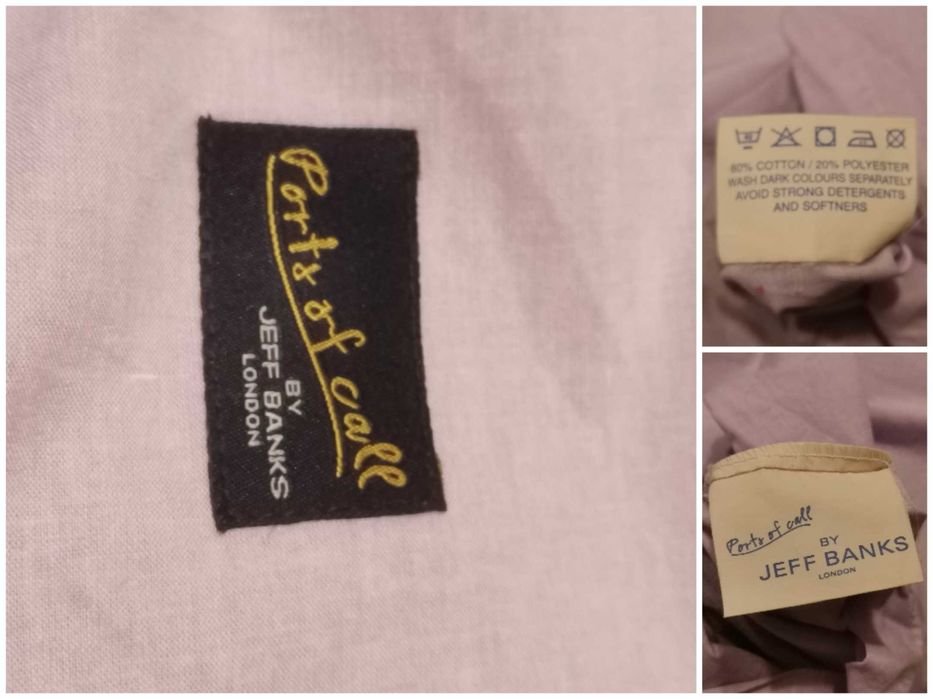 Ports of call
BY
JEFF BANKS
LONDON
40
80% COTTON / 20% POLYESTER
WASH DARK COLOURS SEPARATELY
AVOID STRONG DETERGENTS
AND SOFTNERS
Ports of call
BY
JEFF BANKS
LONDON